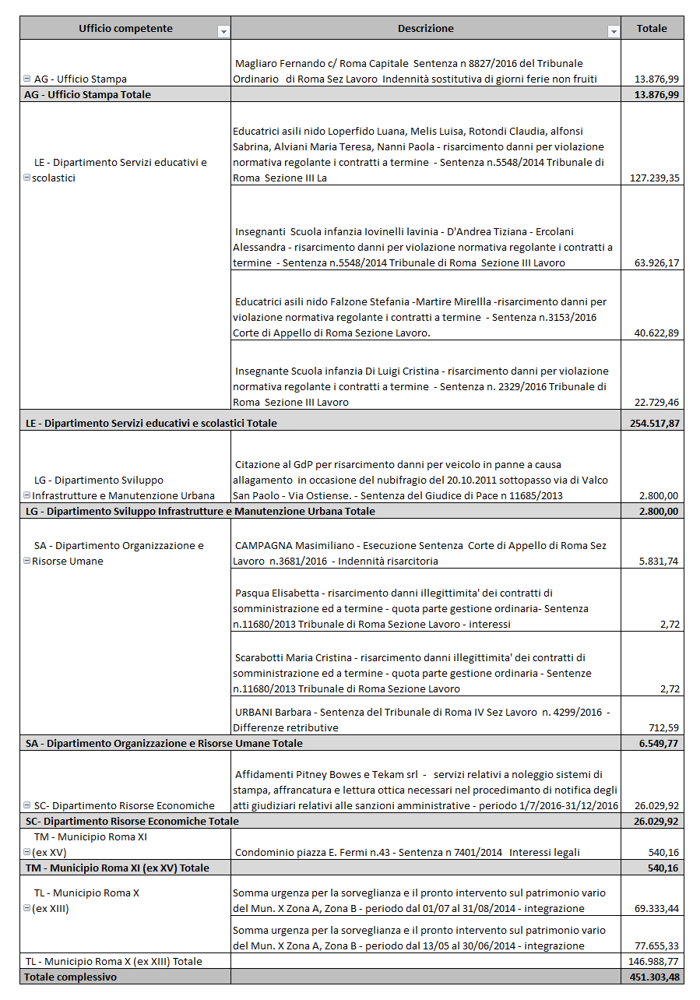 Ufficio competente Descrizione Totale
Magliaro Fernando c/ Roma Capitale Sentenza n 8827/2016 del Tribunale
AG - Ufficio Stampa Ordinario di Roma Sez Lavoro Indennità sostitutiva di giorni ferie non fruiti 13.876,99
AG - Ufficio Stampa Totale 13.876,99
Educatrici asili nido Loperfido Luana, Melis Luisa, Rotondi Claudia, alfonsi
Sabrina, Alviani Maria Teresa, Nanni Paola - risarcimento danni per violazione
LE - Dipartimento Servizi educativi e normativa regolante i contratti a termine - Sentenza n.5548/2014 Tribunale di
scolastici Roma Sezione III La 127.239,35
Insegnanti Scuola infanzia Iovinelli lavinia - D'Andrea Tiziana - Ercolani
Alessandra - risarcimento danni per violazione normativa regolante i contratti a
termine - Sentenza n.5548/2014 Tribunale di Roma Sezione III Lavoro 63.926,17
Educatrici asili nido Falzone Stefania -Martire Mirellla -risarcimento danni per
violazione normativa regolante i contratti a termine - Sentenza n.3153/2016
Corte di Appello di Roma Sezione Lavoro. 40.622,89
Insegnante Scuola infanzia Di Luigi Cristina - risarcimento danni per violazione
normativa regolante i contratti a termine - Sentenza n. 2329/2016 Tribunale di
Roma Sezione III Lavoro 22.729,46
LE - Dipartimento Servizi educativi e scolastici Totale 254.517,87
Citazione al GdP per risarcimento danni per veicolo in panne a causa
LG - Dipartimento Sviluppo allagamento in occasione del nubifragio del 20.10.2011 sottopasso via di Valco
Infrastrutture e Manutenzione Urbana San Paolo - Via Ostiense. - Sentenza del Giudice di Pace n 11685/2013 2.800,00
LG - Dipartimento Sviluppo Infrastrutture e Manutenzione Urbana Totale 2.800,00
SA - Dipartimento Organizzazione e CAMPAGNA Masimiliano - Esecuzione Sentenza Corte di Appello di Roma Sez
Risorse Umane Lavoro n.3681/2016 - Indennità risarcitoria 5.831,74
Pasqua Elisabetta - risarcimento danni illegittimita' dei contratti di
somministrazione ed a termine - quota parte gestione ordinaria- Sentenza
n.11680/2013 Tribunale di Roma Sezione Lavoro - interessi 2,72
Scarabotti Maria Cristina - risarcimento danni illegittimita' dei contratti di
somministrazione ed a termine - quota parte gestione ordinaria - Sentenze
n.11680/2013 Tribunale di Roma Sezione Lavoro 2,72
URBANI Barbara - Sentenza del Tribunale di Roma IV Sez Lavoro n. 4299/2016 -
Differenze retributive 712,59
SA - Dipartimento Organizzazione e Risorse Umane Totale 6.549,77
Affidamenti Pitney Bowes e Tekam srl - servizi relativi a noleggio sistemi di
stampa, affrancatura e lettura ottica necessari nel procedimanto di notifica degli
SC- Dipartimento Risorse Economiche atti giudiziari relativi alle sanzioni amministrative - periodo 1/7/2016-31/12/2016 26.029,92
SC- Dipartimento Risorse Economiche Totale 26.029,92
TM - Municipio Roma XI
(ex XV) Condominio piazza E. Fermi n.43 - Sentenza n 7401/2014 Interessi legali 540,16
TM - Municipio Roma XI (ex XV) Totale 540,16
TL - Municipio Roma X Somma urgenza per la sorveglianza e il pronto intervento sul patrimonio vario
(ex XIII) del Mun. X Zona A, Zona B - periodo dal 01/07 al 31/08/2014 - integrazione 69.333,44
Somma urgenza per la sorveglianza e il pronto intervento sul patrimonio vario
del Mun. X Zona A, Zona B - periodo dal 13/05 al 30/06/2014 - integrazione 77.655,33
TL - Municipio Roma X (ex XIII) Totale 146.988,77
Totale complessivo 451.303,48